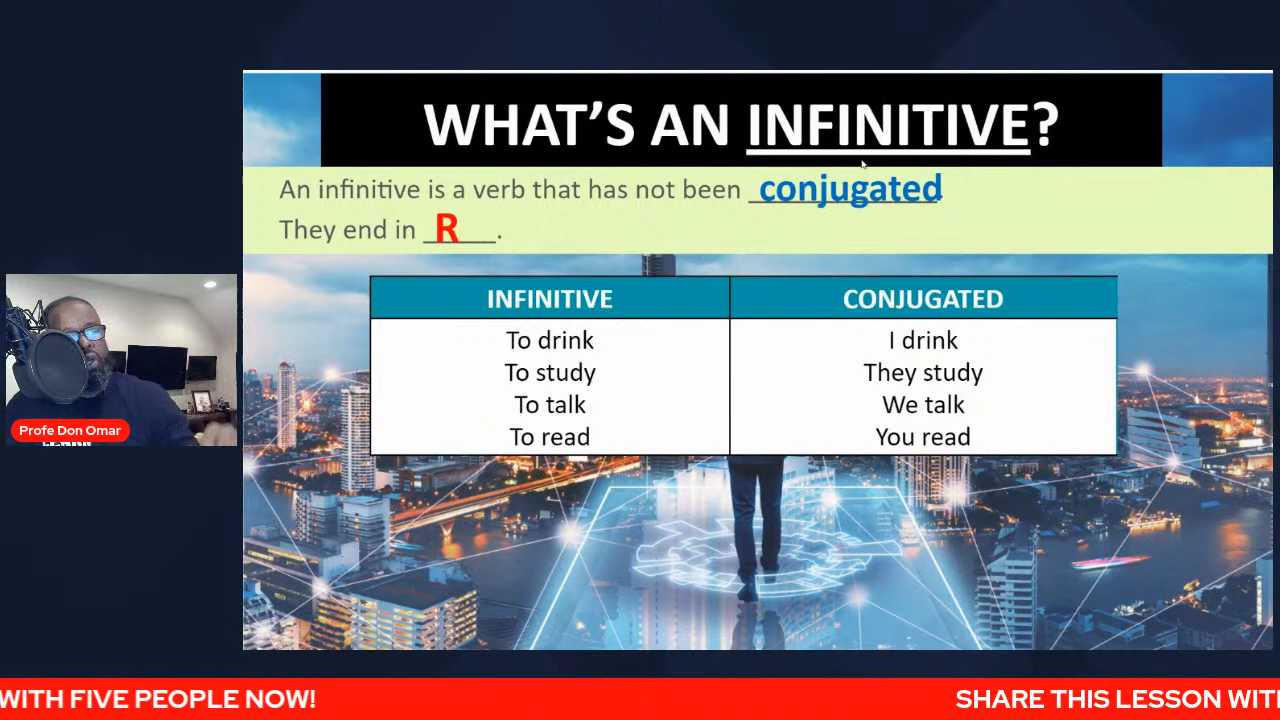 WHAT'S AN INFINITIVE?
An infinitive is a verb that has not been conjugated.
They end in R.
INFINITIVE CONJUGATED
To drink I drink
To study They study
To talk We talk
To read You read
Profe Don Omar
WITH FIVE PEOPLE NOW! SHARE THIS LESSON WITH